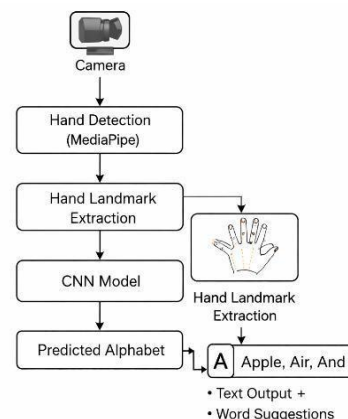 Camera
Hand Detection
(MediaPipe)
Hand Landmark
Extraction
CNN Model
Hand Landmark
Extraction
Predicted Alphabet
A Apple, Air, And
• Text Output +
• Word Suggestions